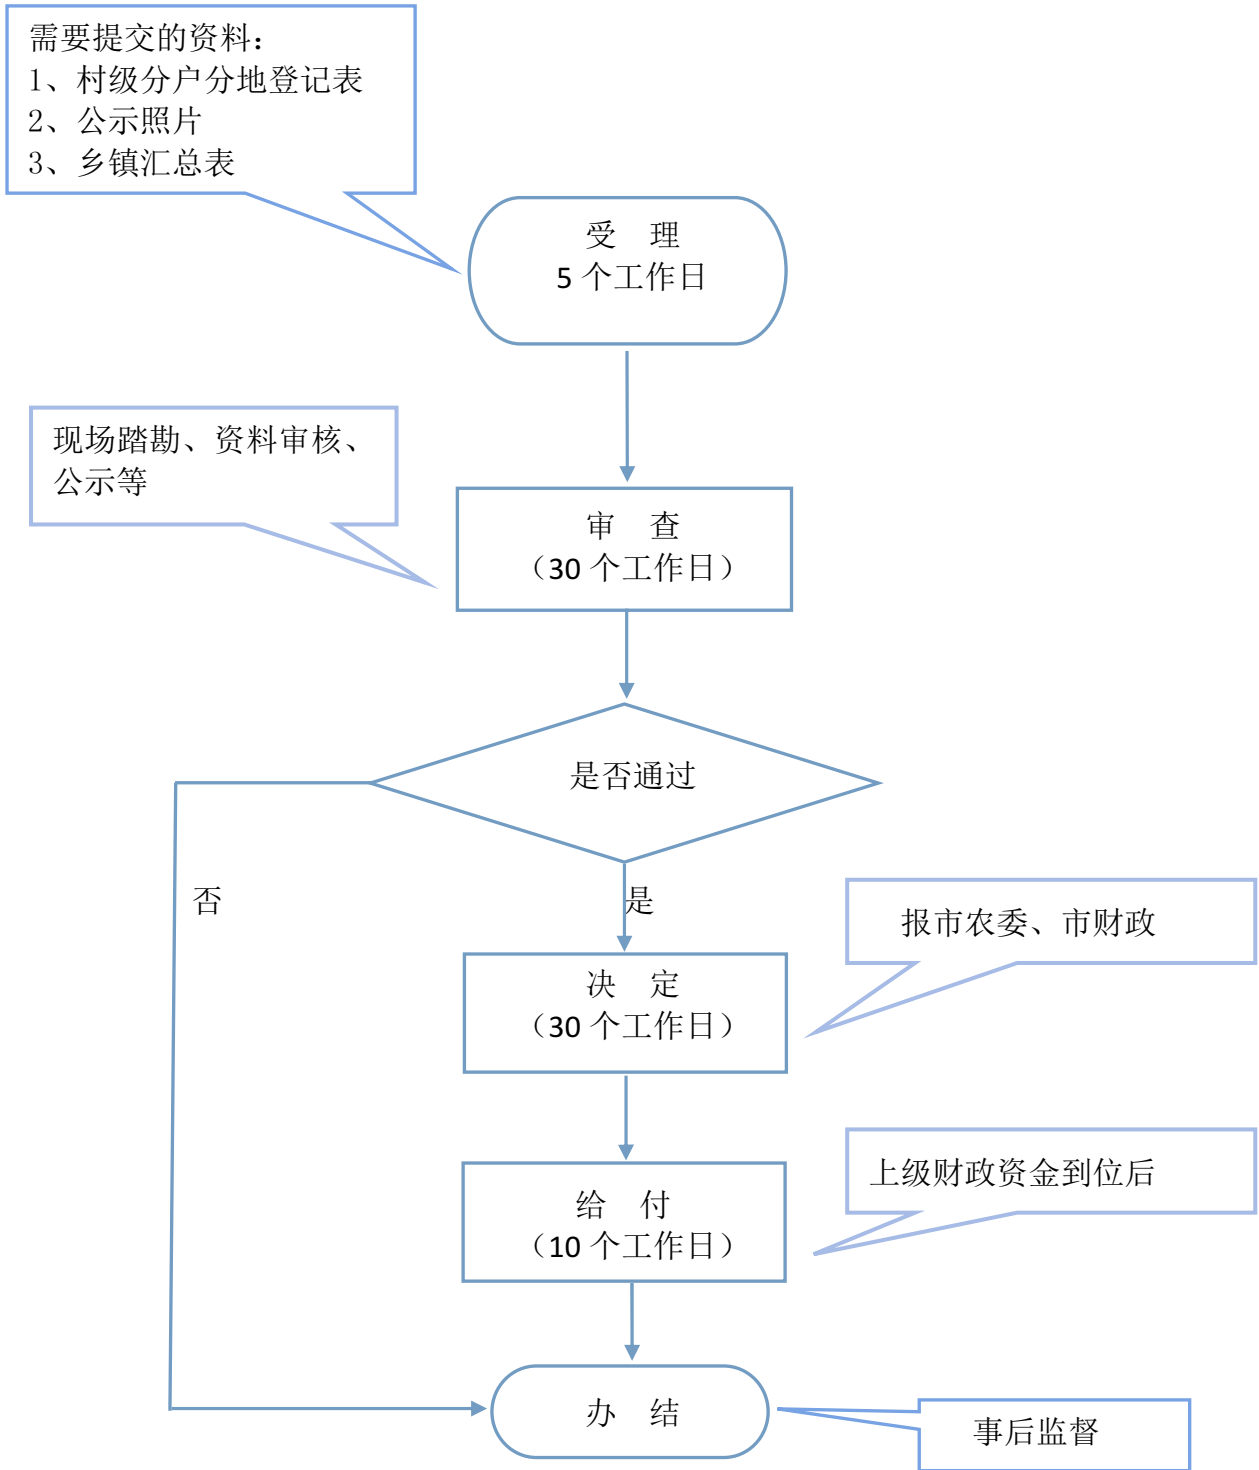 需要提交的资料：
1、村级分户分地登记表
2、公示照片
3、乡镇汇总表
受 理
5 个工作日
现场踏勘、资料审核、
公示等
审 查
（30 个工作日）
是否通过
否
是
报市农委、市财政
决 定
（30 个工作日）
上级财政资金到位后
给 付
（10 个工作日）
办 结
事后监督